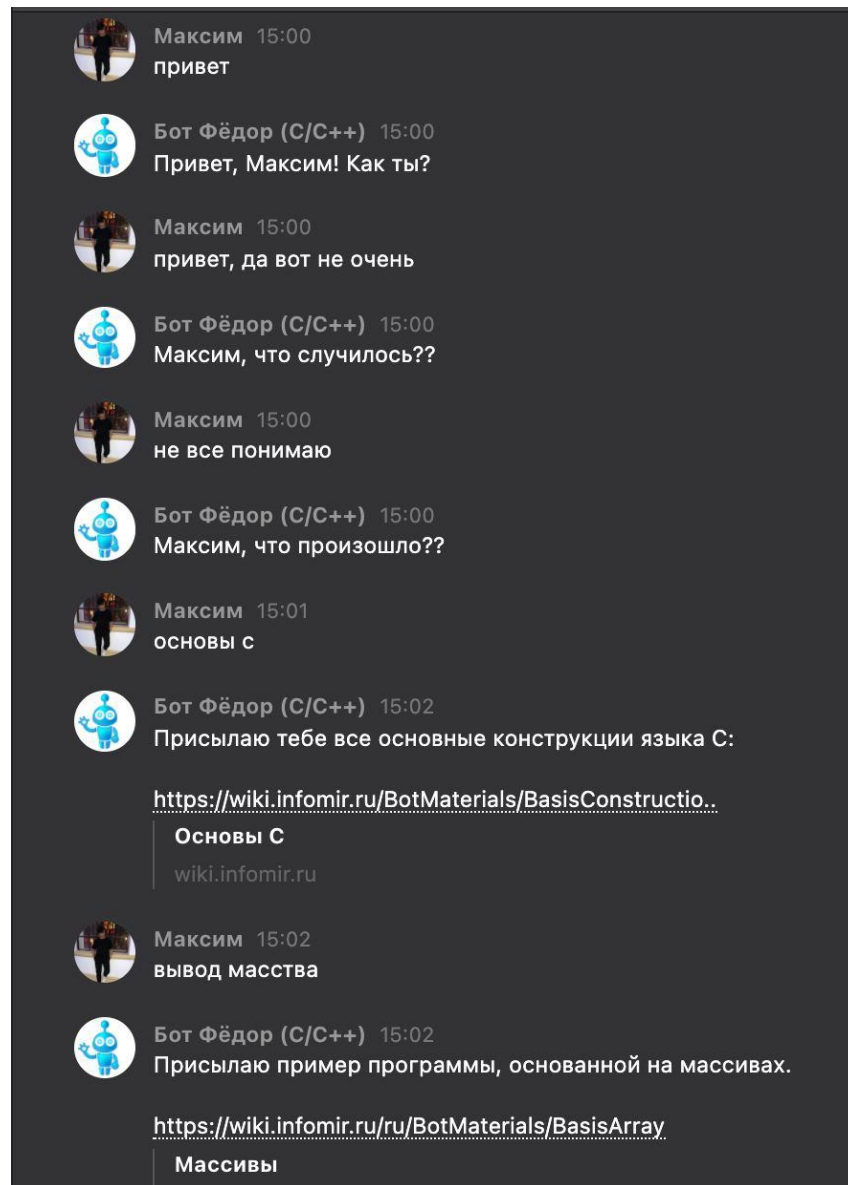 Максим 15:00
привет
Бот Фёдор (C/C++) 15:00
Привет, Максим! Как ты?
Максим 15:00
привет, да вот не очень
Бот Фёдор (C/C++) 15:00
Максим, что случилось??
Максим 15:00
не все понимаю
Бот Фёдор (C/C++) 15:00
Максим, что произошло??
Максим 15:01
основы с
Бот Фёдор (C/C++) 15:02
Присылаю тебе все основные конструкции языка С:
https://wiki.infomir.ru/BotMaterials/BasisConstructio..
Основы С
wiki.infomir.ru
Максим 15:02
вывод масства
Бот Фёдор (C/C++) 15:02
Присылаю пример программы, основанной на массивах.
https://wiki.infomir.ru/ru/BotMaterials/BasisArray
Массивы